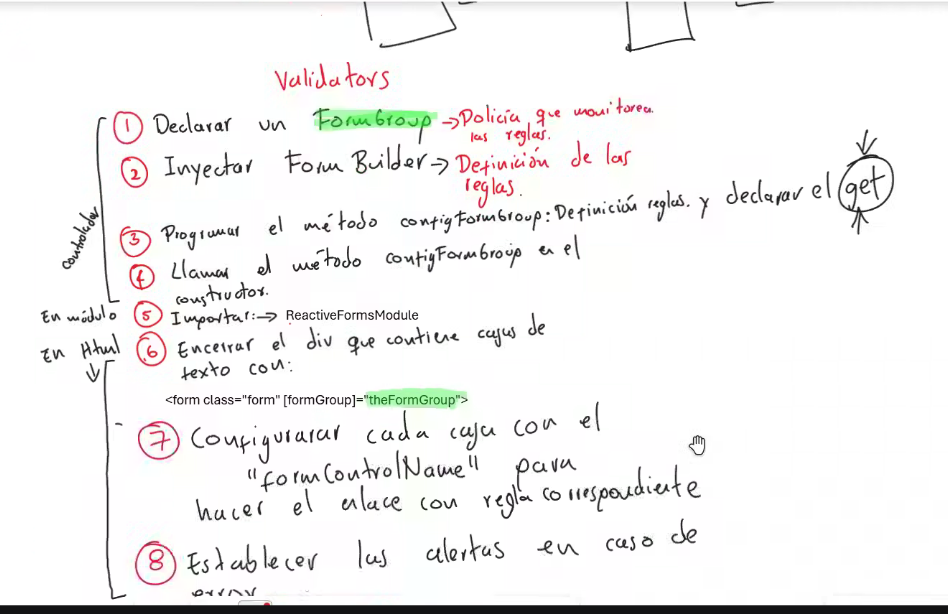 Validators
① Declarar un FormGroup → Policía que monitorea
las reglas.
② Inyectar Form Builder → Definición de las
reglas.
③ Programar el método configFormGroup: Definición reglas. y declarar el get
④ Llamar el método configFormGroup en el
constructor.
Controlador
En módulo ⑤ Importar: → ReactiveFormsModule
En Html ⑥ Encerrar el div que contiene cajas de
texto con:
<form class="form" [formGroup]="theFormGroup">
⑦ Configurarar cada caja con el
"formControlName" para
hacer el enlace con regla correspondiente
⑧ Establecer las alertas en caso de
error